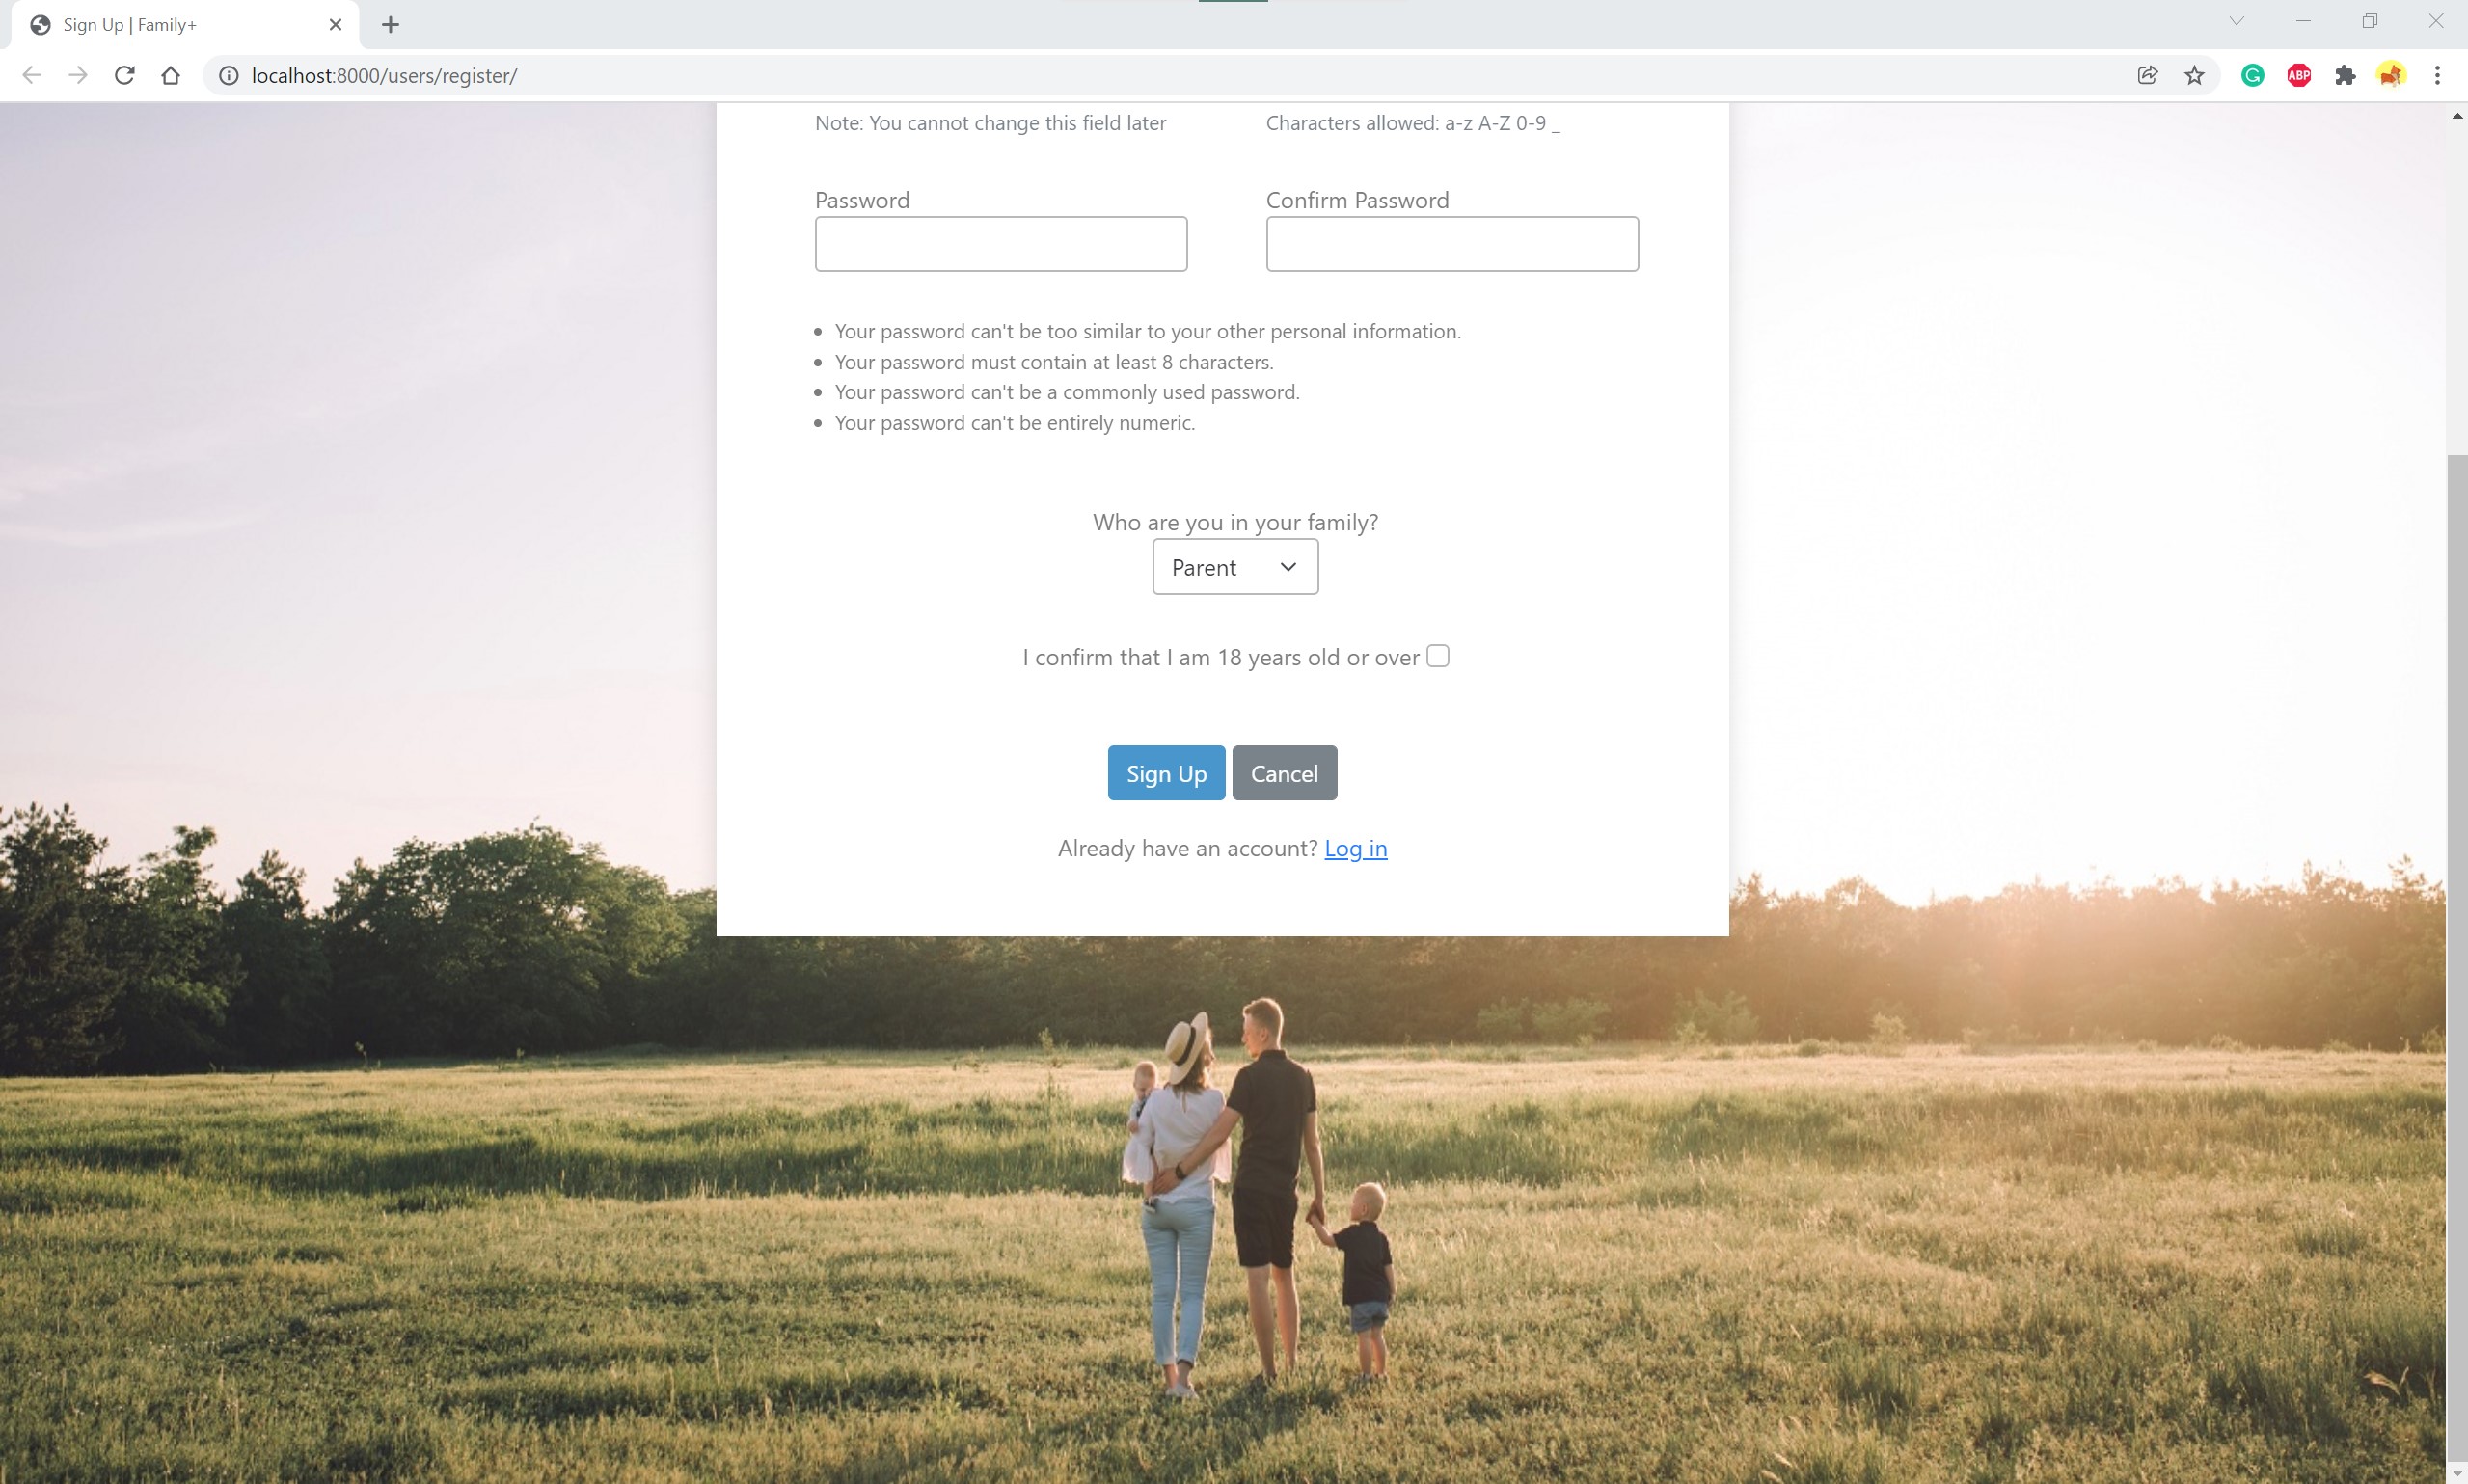 Sign Up | Family+
localhost:8000/users/register/
ABP
Note: You cannot change this field later
Characters allowed: a-z A-Z 0-9 _
Password
Confirm Password
Your password can't be too similar to your other personal information.
Your password must contain at least 8 characters.
Your password can't be a commonly used password.
Your password can't be entirely numeric.
Who are you in your family?
Parent
I confirm that I am 18 years old or over
Sign Up
Cancel
Already have an account? Log in